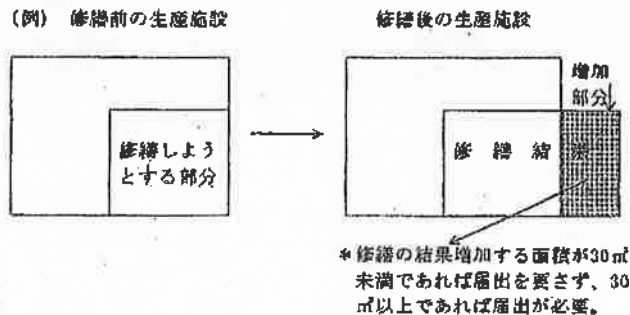 (例) 修繕前の生産施設
修繕後の生産施設
増加
部分
修繕しよう
とする部分
修繕結果
*修繕の結果増加する面積が30㎡
未満であれば届出を要さず、30
㎡以上であれば届出が必要。